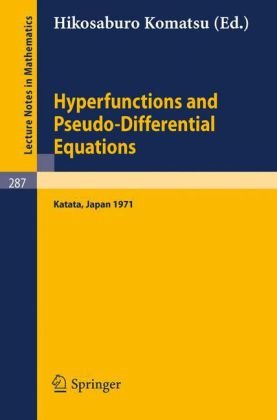 Hikosaburo Komatsu (Ed.)
Lecture Notes in Mathematics
Hyperfunctions and
Pseudo-Differential
Equations
287
Katata, Japan 1971
Springer